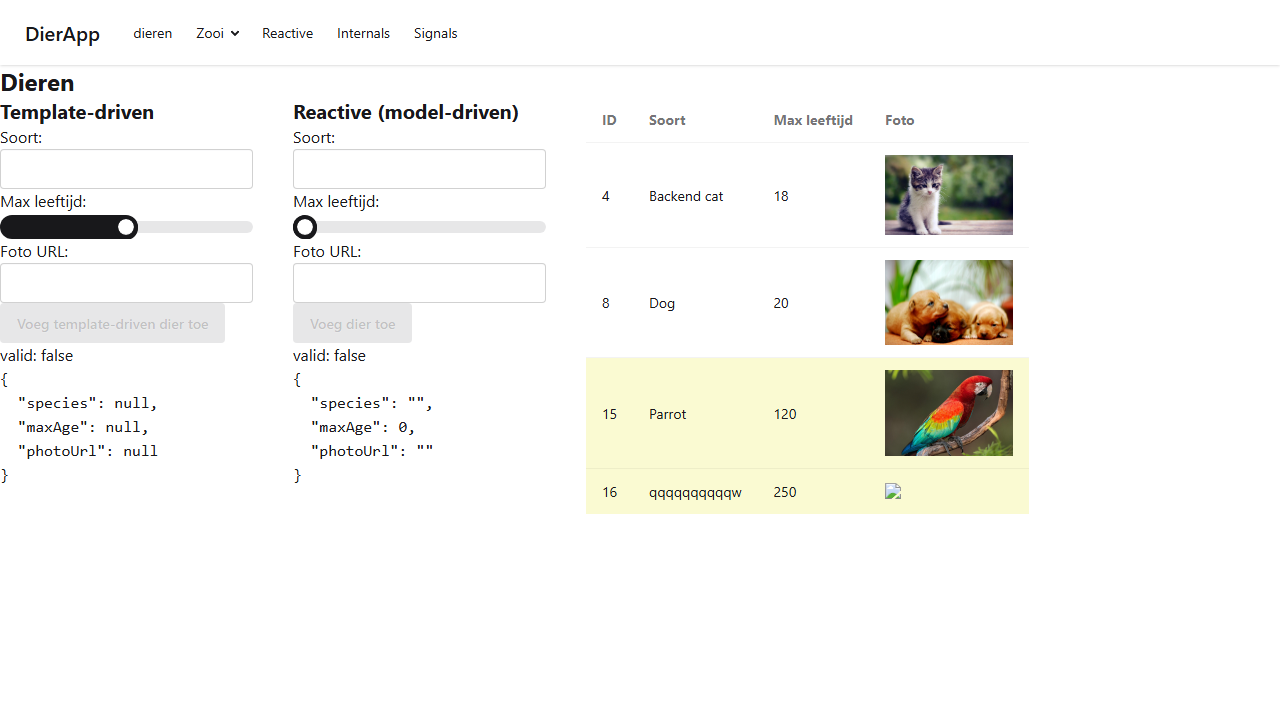 DierApp dieren Zooi Reactive Internals Signals
Dieren
Template-driven
Soort:
Max leeftijd:
Foto URL:
Voeg template-driven dier toe
valid: false
{
  "species": null,
  "maxAge": null,
  "photoUrl": null
}
Reactive (model-driven)
Soort:
Max leeftijd:
Foto URL:
Voeg dier toe
valid: false
{
  "species": "",
  "maxAge": 0,
  "photoUrl": ""
}
ID Soort Max leeftijd Foto
4 Backend cat 18
8 Dog 20
15 Parrot 120
16 qqqqqqqqqqw 250